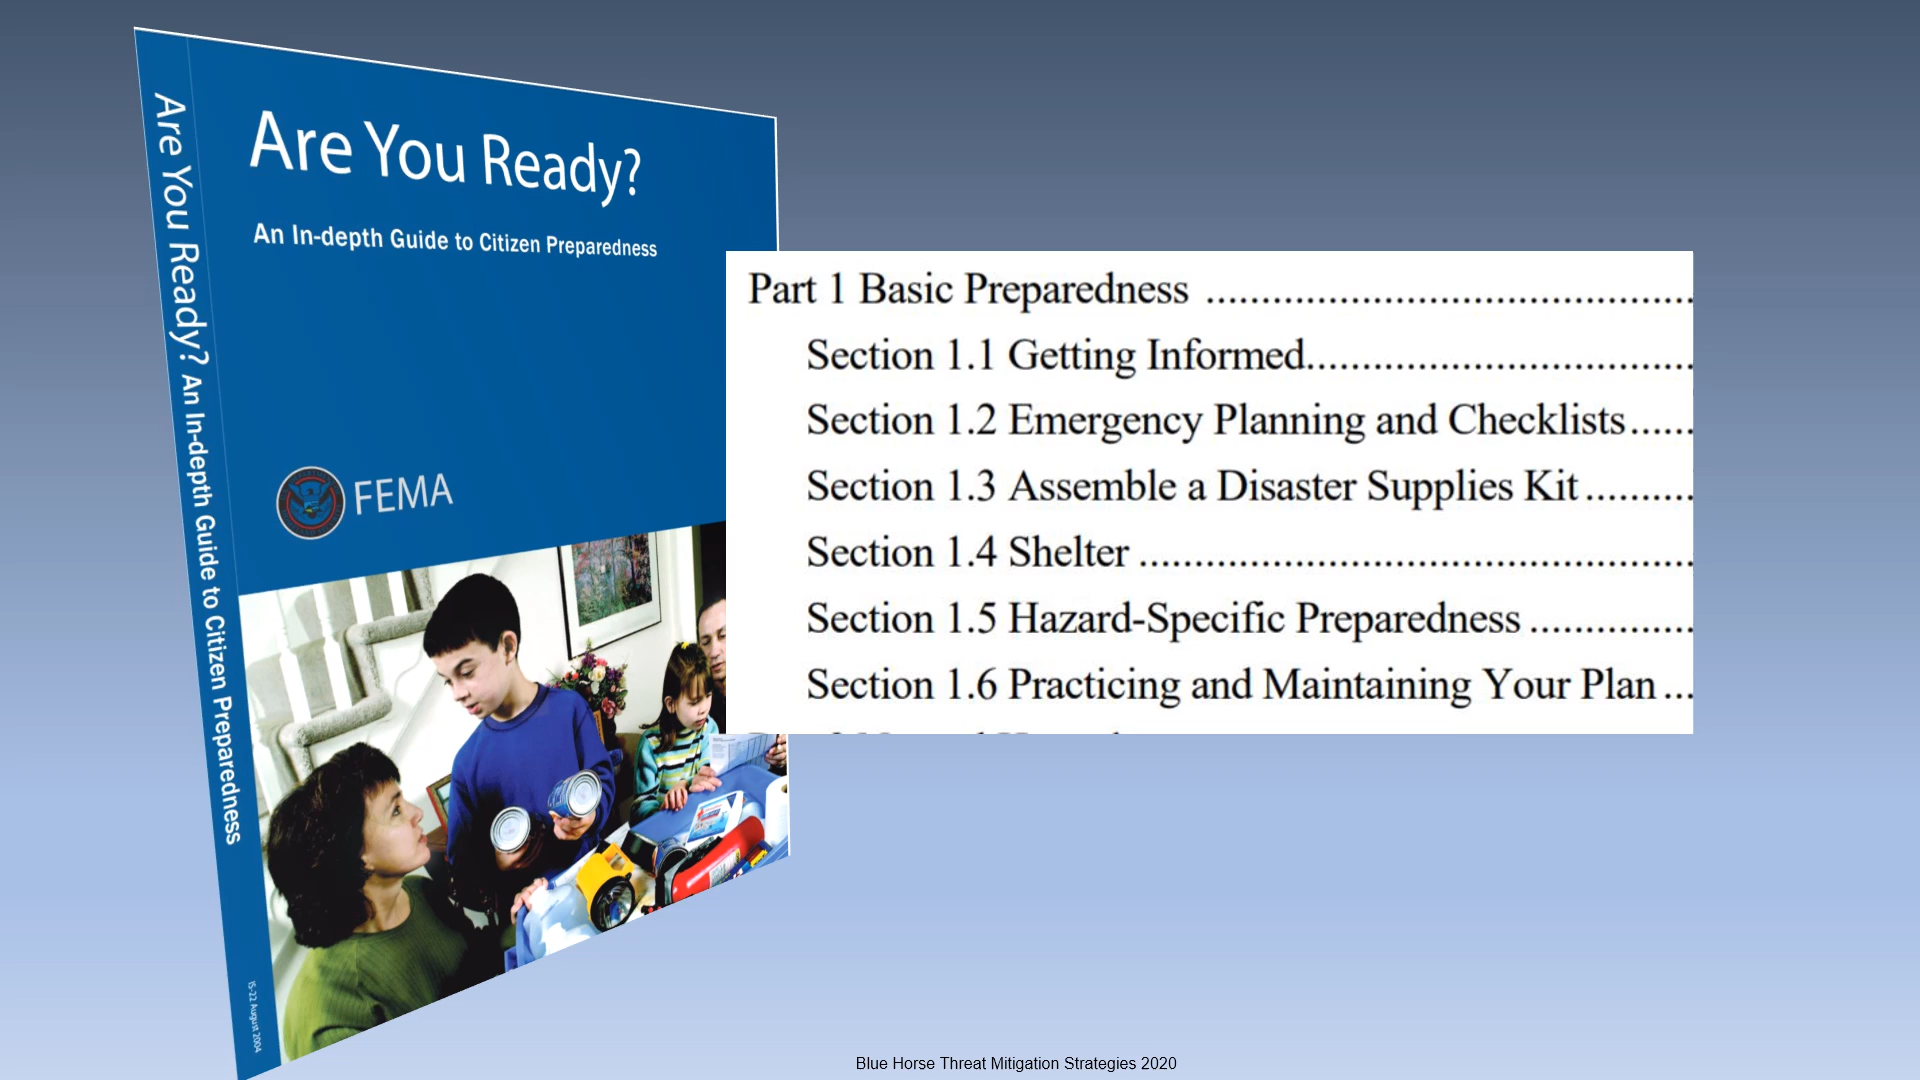 Are You Ready?
An In-depth Guide to Citizen Preparedness
FEMA
Are You Ready? An In-depth Guide to Citizen Preparedness
IS-22 August 2004
Part 1 Basic Preparedness ........................................
Section 1.1 Getting Informed...................................
Section 1.2 Emergency Planning and Checklists......
Section 1.3 Assemble a Disaster Supplies Kit..........
Section 1.4 Shelter ..................................................
Section 1.5 Hazard-Specific Preparedness...............
Section 1.6 Practicing and Maintaining Your Plan...
Blue Horse Threat Mitigation Strategies 2020